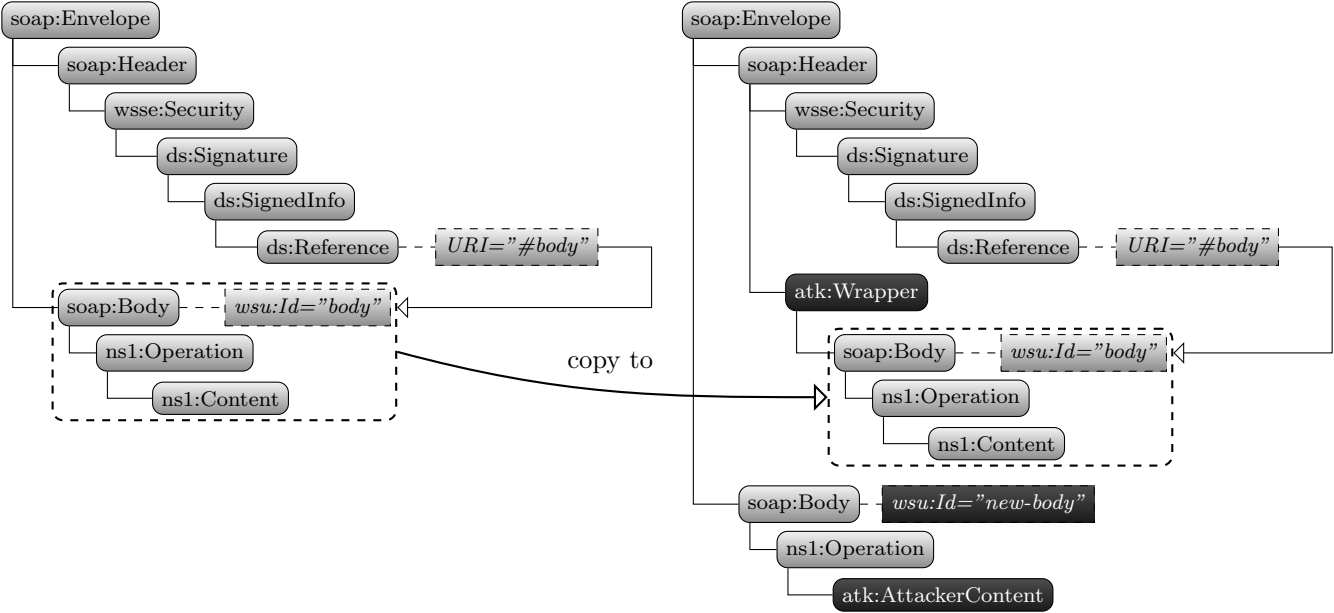 soap:Envelope
soap:Header
wsse:Security
ds:Signature
ds:SignedInfo
ds:Reference
URI="#body"
soap:Body
wsu:Id="body"
ns1:Operation
ns1:Content
copy to
soap:Envelope
soap:Header
wsse:Security
ds:Signature
ds:SignedInfo
ds:Reference
URI="#body"
atk:Wrapper
soap:Body
wsu:Id="body"
ns1:Operation
ns1:Content
soap:Body
wsu:Id="new-body"
ns1:Operation
atk:AttackerContent